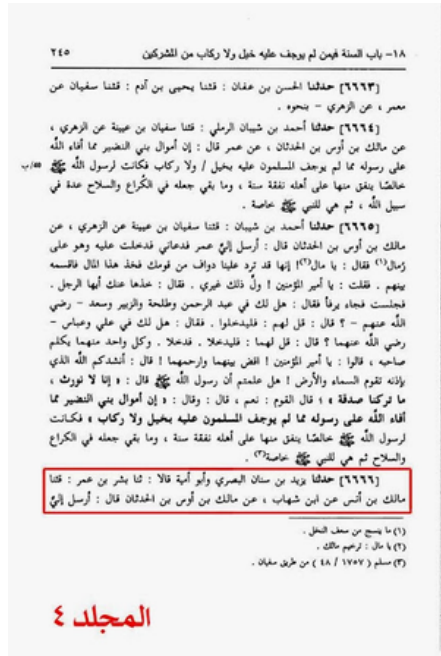 ١٨- باب السنة فيمن لم يوجف عليه خيل ولا ركاب من المشركين ٢٤٥
[٦٦٦٣] حدثنا الحسن بن عفان : قثنا يحيى بن آدم : قثنا سفيان عن
معمر ، عن الزهري - بنحوه .
[٦٦٦٤] حدثنا أحمد بن شيبان الرملي : قثنا سفيان بن عيينة عن الزهري ،
عن مالك بن أوس بن الحدثان ، عن عمر قال : إن أموال بني النضير مما أفاء اللَّه
على رسوله مما لم يوجف المسلمون عليه بخيل / ولا ركاب فكانت لرسول اللَّه ﷺ
خالصًا ينفق منها على أهله نفقة سنة ، وما بقي جعله في الكُراع والسلاح عدة في
سبيل اللَّه ، ثم هي للنبي ﷺ خاصة .
[٦٦٦٥] حدثنا أحمد بن شيبان : قثنا سفيان بن عيينة عن الزهري ، عن
مالك بن أوس بن الحدثان قال : أرسل إليَّ عمر فدعاني فدخلت عليه وهو على
رُمال(١) فقال : يا مال(٢)! إنها قد ترد علينا دواف من قومك فخذ هذا المال فاقسمه
بينهم . فقلت : يا أمير المؤمنين ! ولِّ ذلك غيري . فقال : خذها عنك أيها الرجل .
فجلست فجاء يرفأ فقال : هل لك في عبد الرحمن وطلحة والزبير وسعد - رضي
اللَّه عنهم - ؟ قال : قل لهم : فليدخلوا . فقال : هل لك في علي وعباس -
رضي اللَّه عنهما ؟ قال : قل لهما : فليدخلا . فدخلا . وكل واحد منهما يكلم
صاحبه ، قالوا : يا أمير المؤمنين ! اقض بينهما وارحمهما ! قال : أنشدكم اللَّه الذي
بإذنه تقوم السماء والأرض ! هل علمتم أن رسول اللَّه ﷺ قال : « إنا لا نورث ،
ما تركنا صدقة » ؟ قال القوم : نعم ، قال : وقال : « إن أموال بني النضير مما
أفاء اللَّه على رسوله مما لم يوجف المسلمون عليه بخيل ولا ركاب » فكانت
لرسول اللَّه ﷺ خالصًا ينفق منها على أهله نفقة سنة ، وما بقي جعله في الكراع
والسلاح ثم هي للنبي ﷺ خاصة(٣) .
[٦٦٦٦] حدثنا يزيد بن سنان البصري وأبو أمية قالا : ثنا بشر بن عمر : قثنا
مالك بن أنس عن ابن شهاب ، عن مالك بن أوس بن الحدثان قال : أرسل إليَّ
(١) ما ينسج من سعف النخل .
(٢) يا مال : ترخيم مالك .
(٣) مسلم ( ١٧٥٧ / ٤٨ ) من طريق سفيان .
المجلد ٤